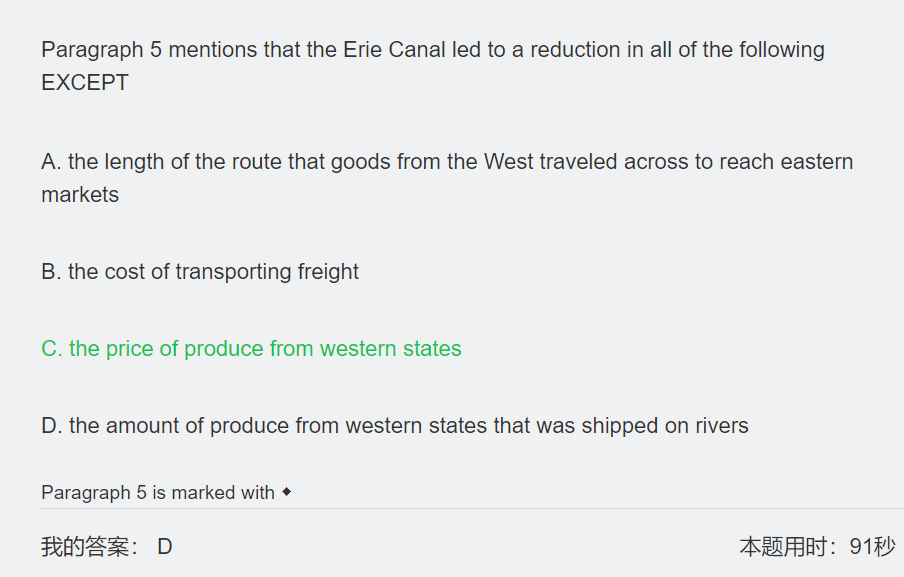 Paragraph 5 mentions that the Erie Canal led to a reduction in all of the following
EXCEPT
A. the length of the route that goods from the West traveled across to reach eastern
markets
B. the cost of transporting freight
C. the price of produce from western states
D. the amount of produce from western states that was shipped on rivers
Paragraph 5 is marked with ◆
我的答案： D 本题用时：91秒